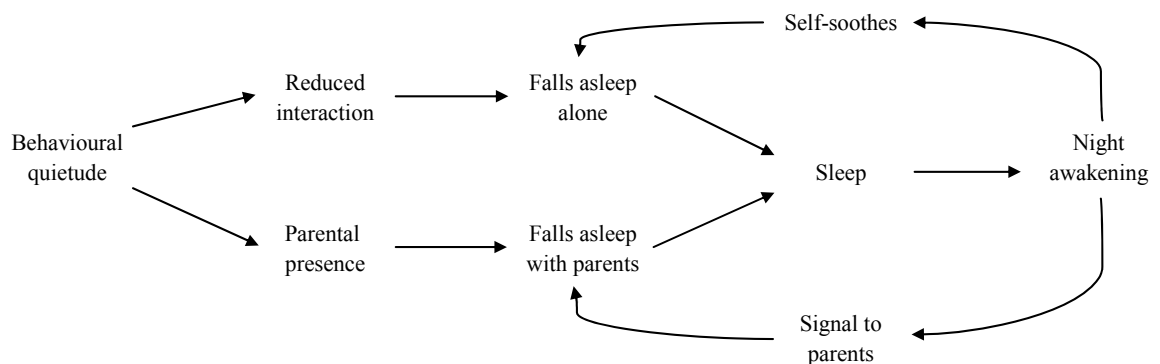 Self-soothes
Reduced
interaction
Falls asleep
alone
Behavioural
quietude
Sleep
Night
awakening
Parental
presence
Falls asleep
with parents
Signal to
parents